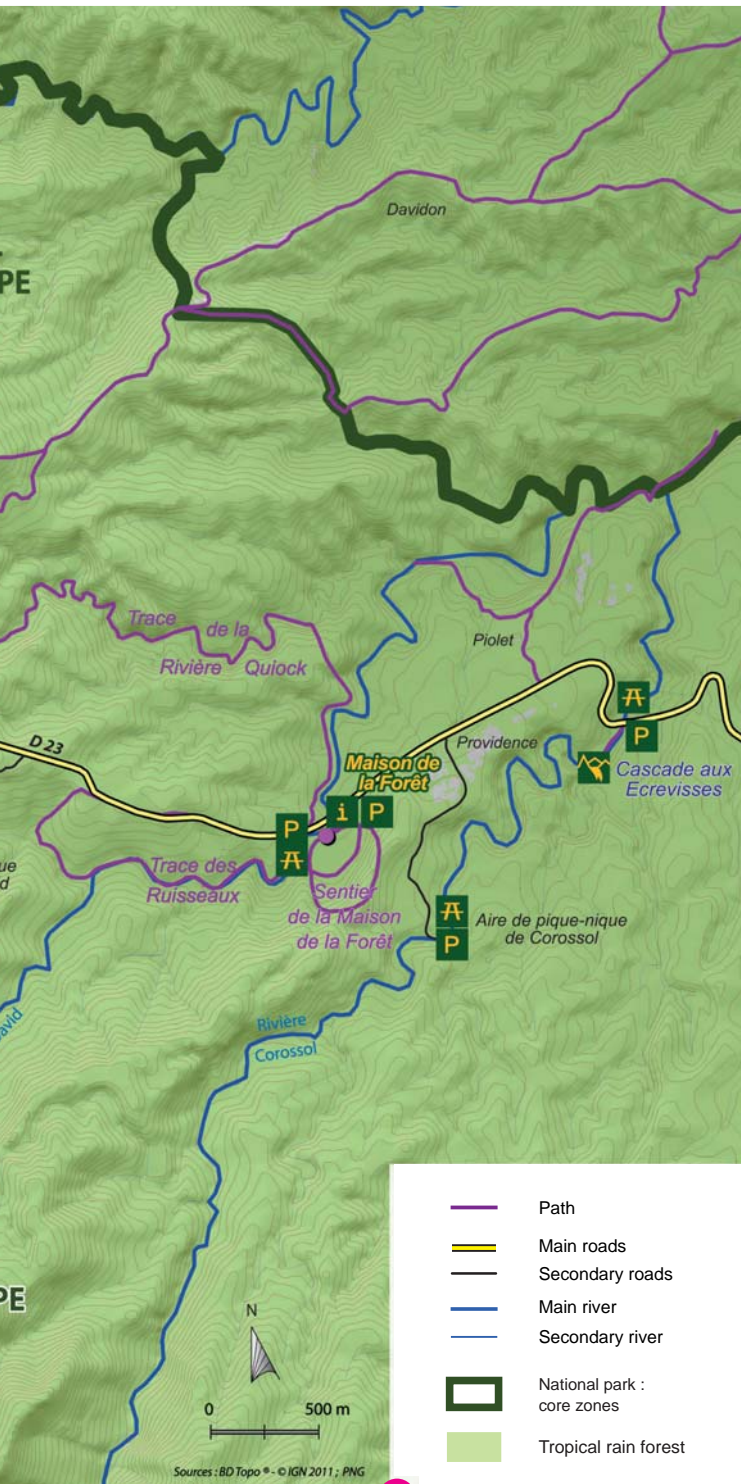 PE
Davidon
Trace de la
Rivière Quiock
Piolet
D 23
Providence
P
Maison de
la Forêt
Cascade aux
Ecrevisses
i P
P
ue
d
Trace des
Ruisseaux
Sentier
de la Maison
de la Forêt
Aire de pique-nique
de Corossol
P
avid
Rivière
Corossol
PE
N
0 500 m
Sources : BD Topo ® - © IGN 2011 ; PNG
Path
Main roads
Secondary roads
Main river
Secondary river
National park :
core zones
Tropical rain forest